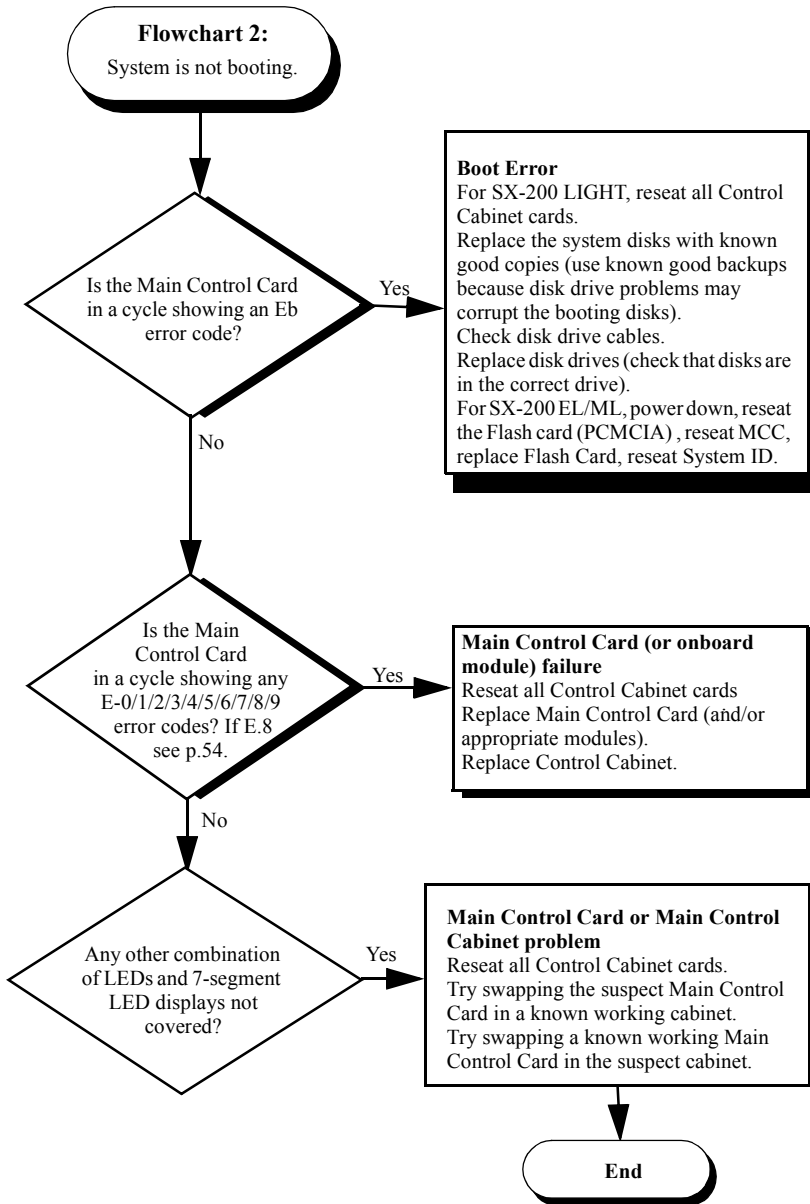 Flowchart 2:
System is not booting.
Is the Main Control Card
in a cycle showing an Eb
error code?
Yes
No
Boot Error
For SX-200 LIGHT, reseat all Control
Cabinet cards.
Replace the system disks with known
good copies (use known good backups
because disk drive problems may
corrupt the booting disks).
Check disk drive cables.
Replace disk drives (check that disks are
in the correct drive).
For SX-200 EL/ML, power down, reseat
the Flash card (PCMCIA) , reseat MCC,
replace Flash Card, reseat System ID.
Is the Main
Control Card
in a cycle showing any
E-0/1/2/3/4/5/6/7/8/9
error codes? If E.8
see p.54.
Yes
No
Main Control Card (or onboard
module) failure
Reseat all Control Cabinet cards
Replace Main Control Card (and/or
appropriate modules).
Replace Control Cabinet.
Any other combination
of LEDs and 7-segment
LED displays not
covered?
Yes
Main Control Card or Main Control
Cabinet problem
Reseat all Control Cabinet cards.
Try swapping the suspect Main Control
Card in a known working cabinet.
Try swapping a known working Main
Control Card in the suspect cabinet.
End